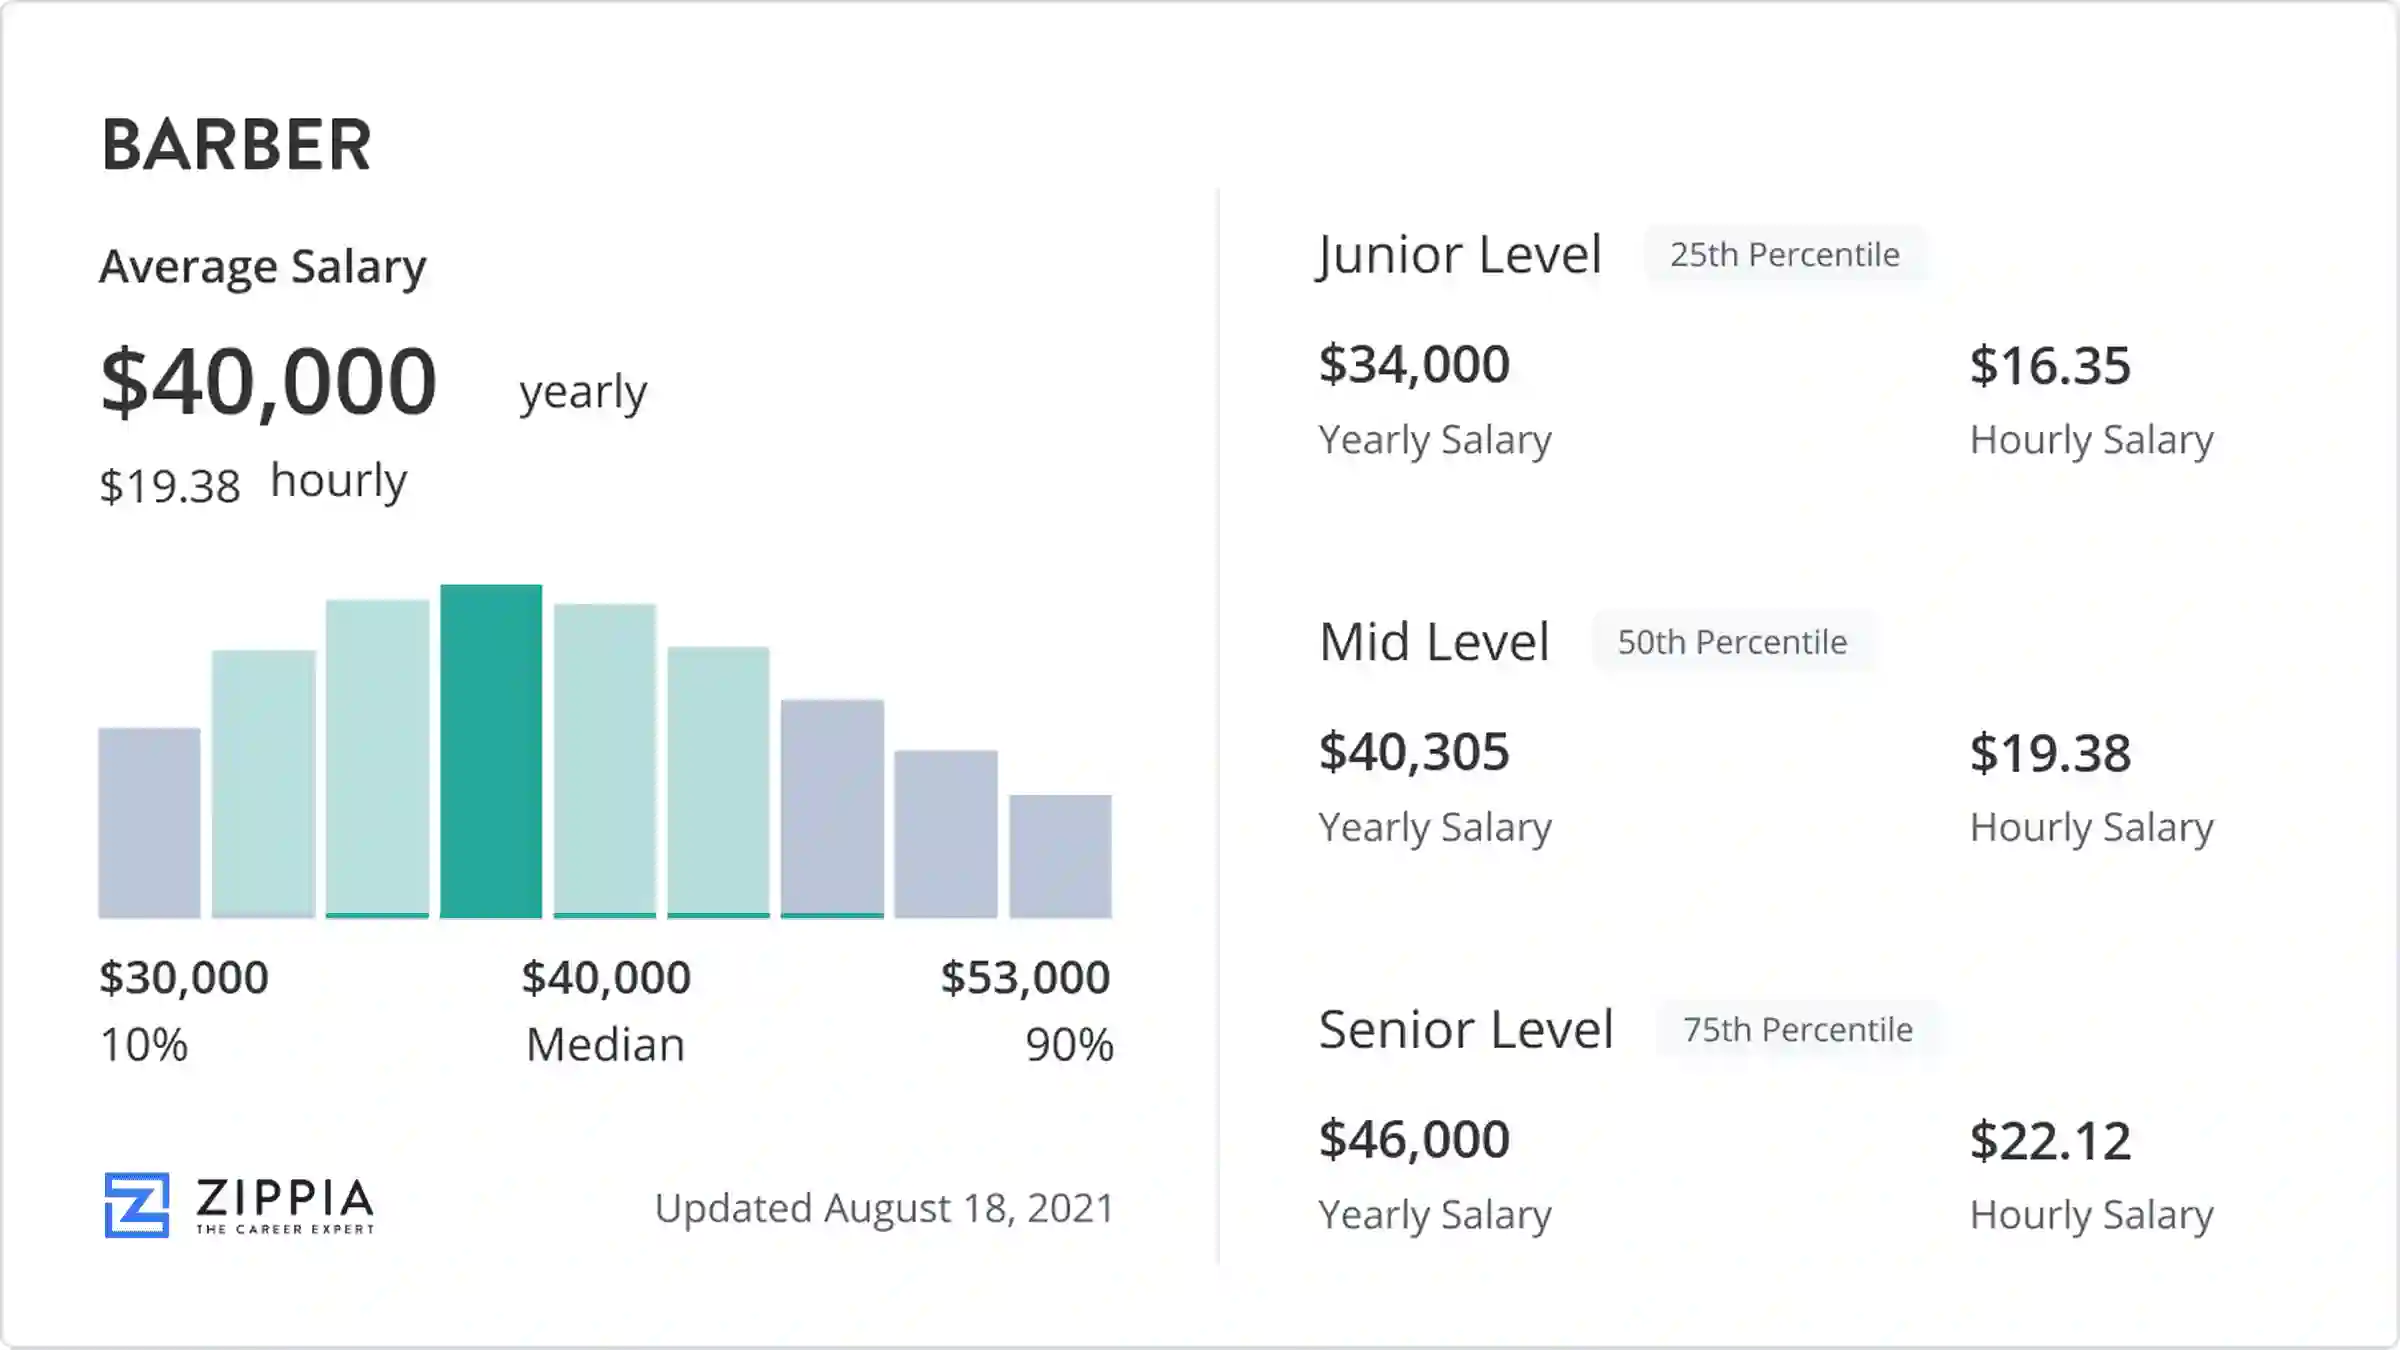 BARBER
Average Salary
$40,000 yearly
$19.38 hourly
$30,000 $40,000 $53,000
10% Median 90%
ZIPPIA
THE CAREER EXPERT
Updated August 18, 2021
Junior Level 25th Percentile
$34,000 $16.35
Yearly Salary Hourly Salary
Mid Level 50th Percentile
$40,305 $19.38
Yearly Salary Hourly Salary
Senior Level 75th Percentile
$46,000 $22.12
Yearly Salary Hourly Salary